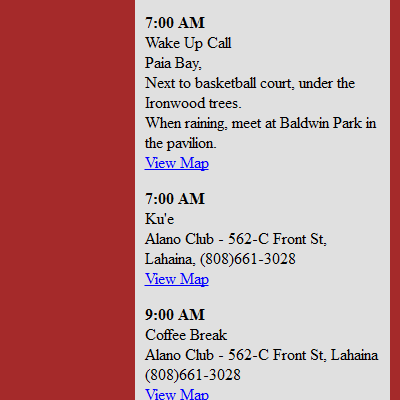 7:00 AM
Wake Up Call
Paia Bay,
Next to basketball court, under the
Ironwood trees.
When raining, meet at Baldwin Park in
the pavilion.
View Map
7:00 AM
Ku'e
Alano Club - 562-C Front St,
Lahaina, (808)661-3028
View Map
9:00 AM
Coffee Break
Alano Club - 562-C Front St, Lahaina
(808)661-3028
View Map